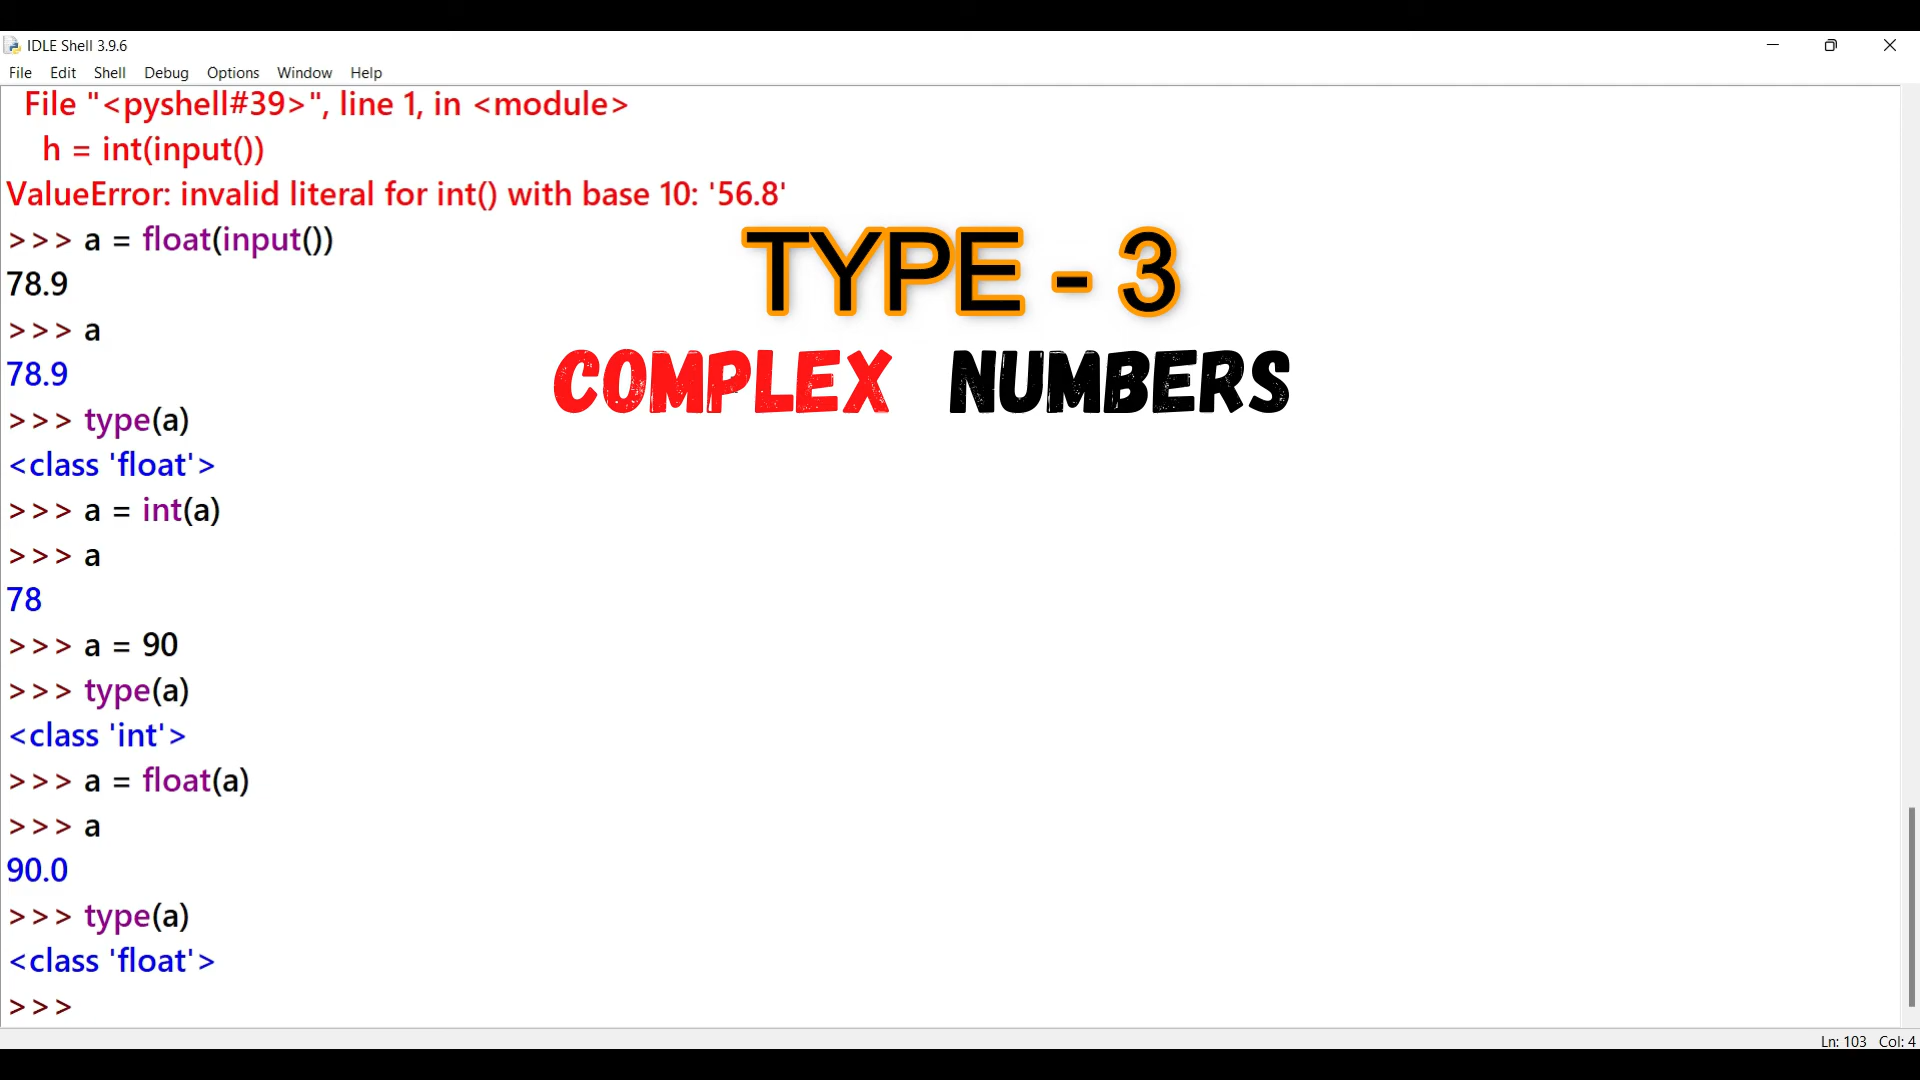 IDLE Shell 3.9.6
File Edit Shell Debug Options Window Help
File "<pyshell#39>", line 1, in <module>
h = int(input())
ValueError: invalid literal for int() with base 10: '56.8'
>>> a = float(input())
78.9
>>> a
78.9
>>> type(a)
<class 'float'>
>>> a = int(a)
>>> a
78
>>> a = 90
>>> type(a)
<class 'int'>
>>> a = float(a)
>>> a
90.0
>>> type(a)
<class 'float'>
>>>
TYPE - 3
COMPLEX NUMBERS
Ln: 103 Col: 4